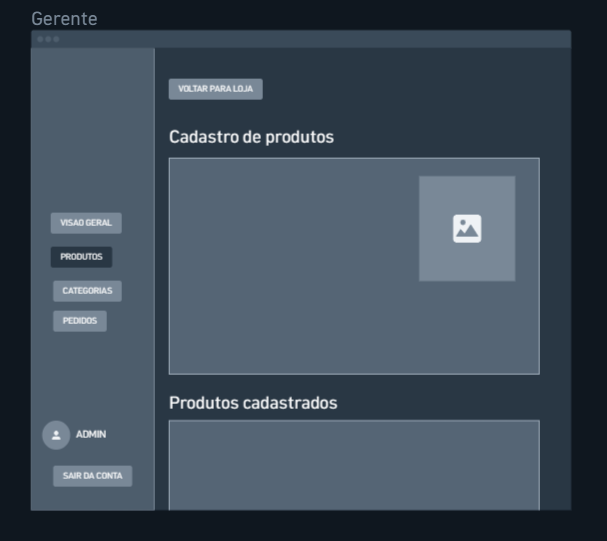 Gerente
VOLTAR PARA LOJA
Cadastro de produtos
VISAO GERAL
PRODUTOS
CATEGORIAS
PEDIDOS
Produtos cadastrados
ADMIN
SAIR DA CONTA